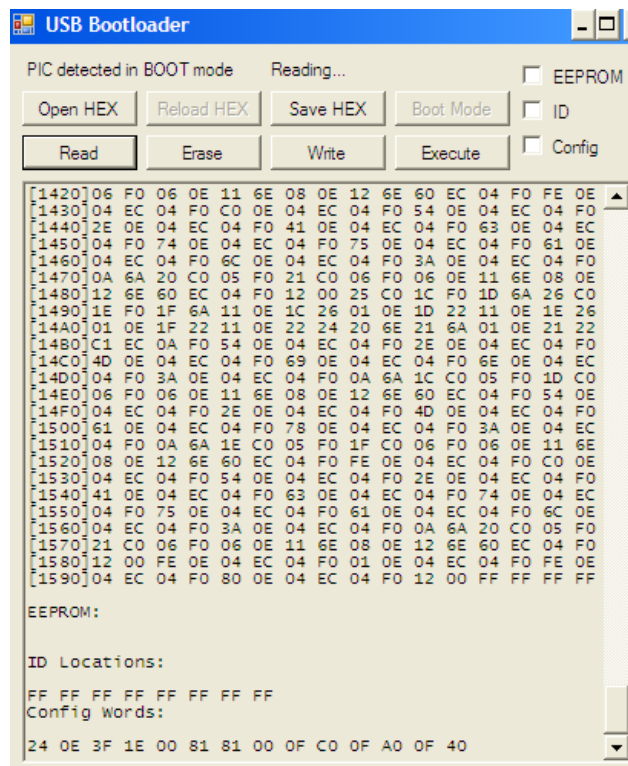 USB Bootloader
PIC detected in BOOT mode Reading...
EEPROM
Open HEX Reload HEX Save HEX Boot Mode ID
Read Erase Write Execute Config
[1420]06 F0 06 0E 11 6E 08 0E 12 6E 60 EC 04 F0 FE 0E
[1430]04 EC 04 F0 C0 0E 04 EC 04 F0 54 0E 04 EC 04 F0
[1440]2E 0E 04 EC 04 F0 41 0E 04 EC 04 F0 63 0E 04 EC
[1450]04 F0 74 0E 04 EC 04 F0 75 0E 04 EC 04 F0 61 0E
[1460]04 EC 04 F0 6C 0E 04 EC 04 F0 3A 0E 04 EC 04 F0
[1470]0A 6A 20 C0 05 F0 21 C0 06 F0 06 0E 11 6E 08 0E
[1480]12 6E 60 EC 04 F0 12 00 25 C0 1C F0 1D 6A 26 C0
[1490]1E F0 1F 6A 11 0E 1C 26 01 0E 1D 22 11 0E 1E 26
[14A0]01 0E 1F 22 11 0E 22 24 20 6E 21 6A 01 0E 21 22
[14B0]C1 EC 0A F0 54 0E 04 EC 04 F0 2E 0E 04 EC 04 F0
[14C0]4D 0E 04 EC 04 F0 69 0E 04 EC 04 F0 6E 0E 04 EC
[14D0]04 F0 3A 0E 04 EC 04 F0 0A 6A 1C C0 05 F0 1D C0
[14E0]06 F0 06 0E 11 6E 08 0E 12 6E 60 EC 04 F0 54 0E
[14F0]04 EC 04 F0 2E 0E 04 EC 04 F0 4D 0E 04 EC 04 F0
[1500]61 0E 04 EC 04 F0 78 0E 04 EC 04 F0 3A 0E 04 EC
[1510]04 F0 0A 6A 1E C0 05 F0 1F C0 06 F0 06 0E 11 6E
[1520]08 0E 12 6E 60 EC 04 F0 FE 0E 04 EC 04 F0 C0 0E
[1530]04 EC 04 F0 54 0E 04 EC 04 F0 2E 0E 04 EC 04 F0
[1540]41 0E 04 EC 04 F0 63 0E 04 EC 04 F0 74 0E 04 EC
[1550]04 F0 75 0E 04 EC 04 F0 61 0E 04 EC 04 F0 6C 0E
[1560]04 EC 04 F0 3A 0E 04 EC 04 F0 0A 6A 20 C0 05 F0
[1570]21 C0 06 F0 06 0E 11 6E 08 0E 12 6E 60 EC 04 F0
[1580]12 00 FE 0E 04 EC 04 F0 01 0E 04 EC 04 F0 FE 0E
[1590]04 EC 04 F0 80 0E 04 EC 04 F0 12 00 FF FF FF FF
EEPROM:
ID Locations:
FF FF FF FF FF FF FF FF
Config Words:
24 0E 3F 1E 00 81 81 00 0F C0 0F A0 0F 40